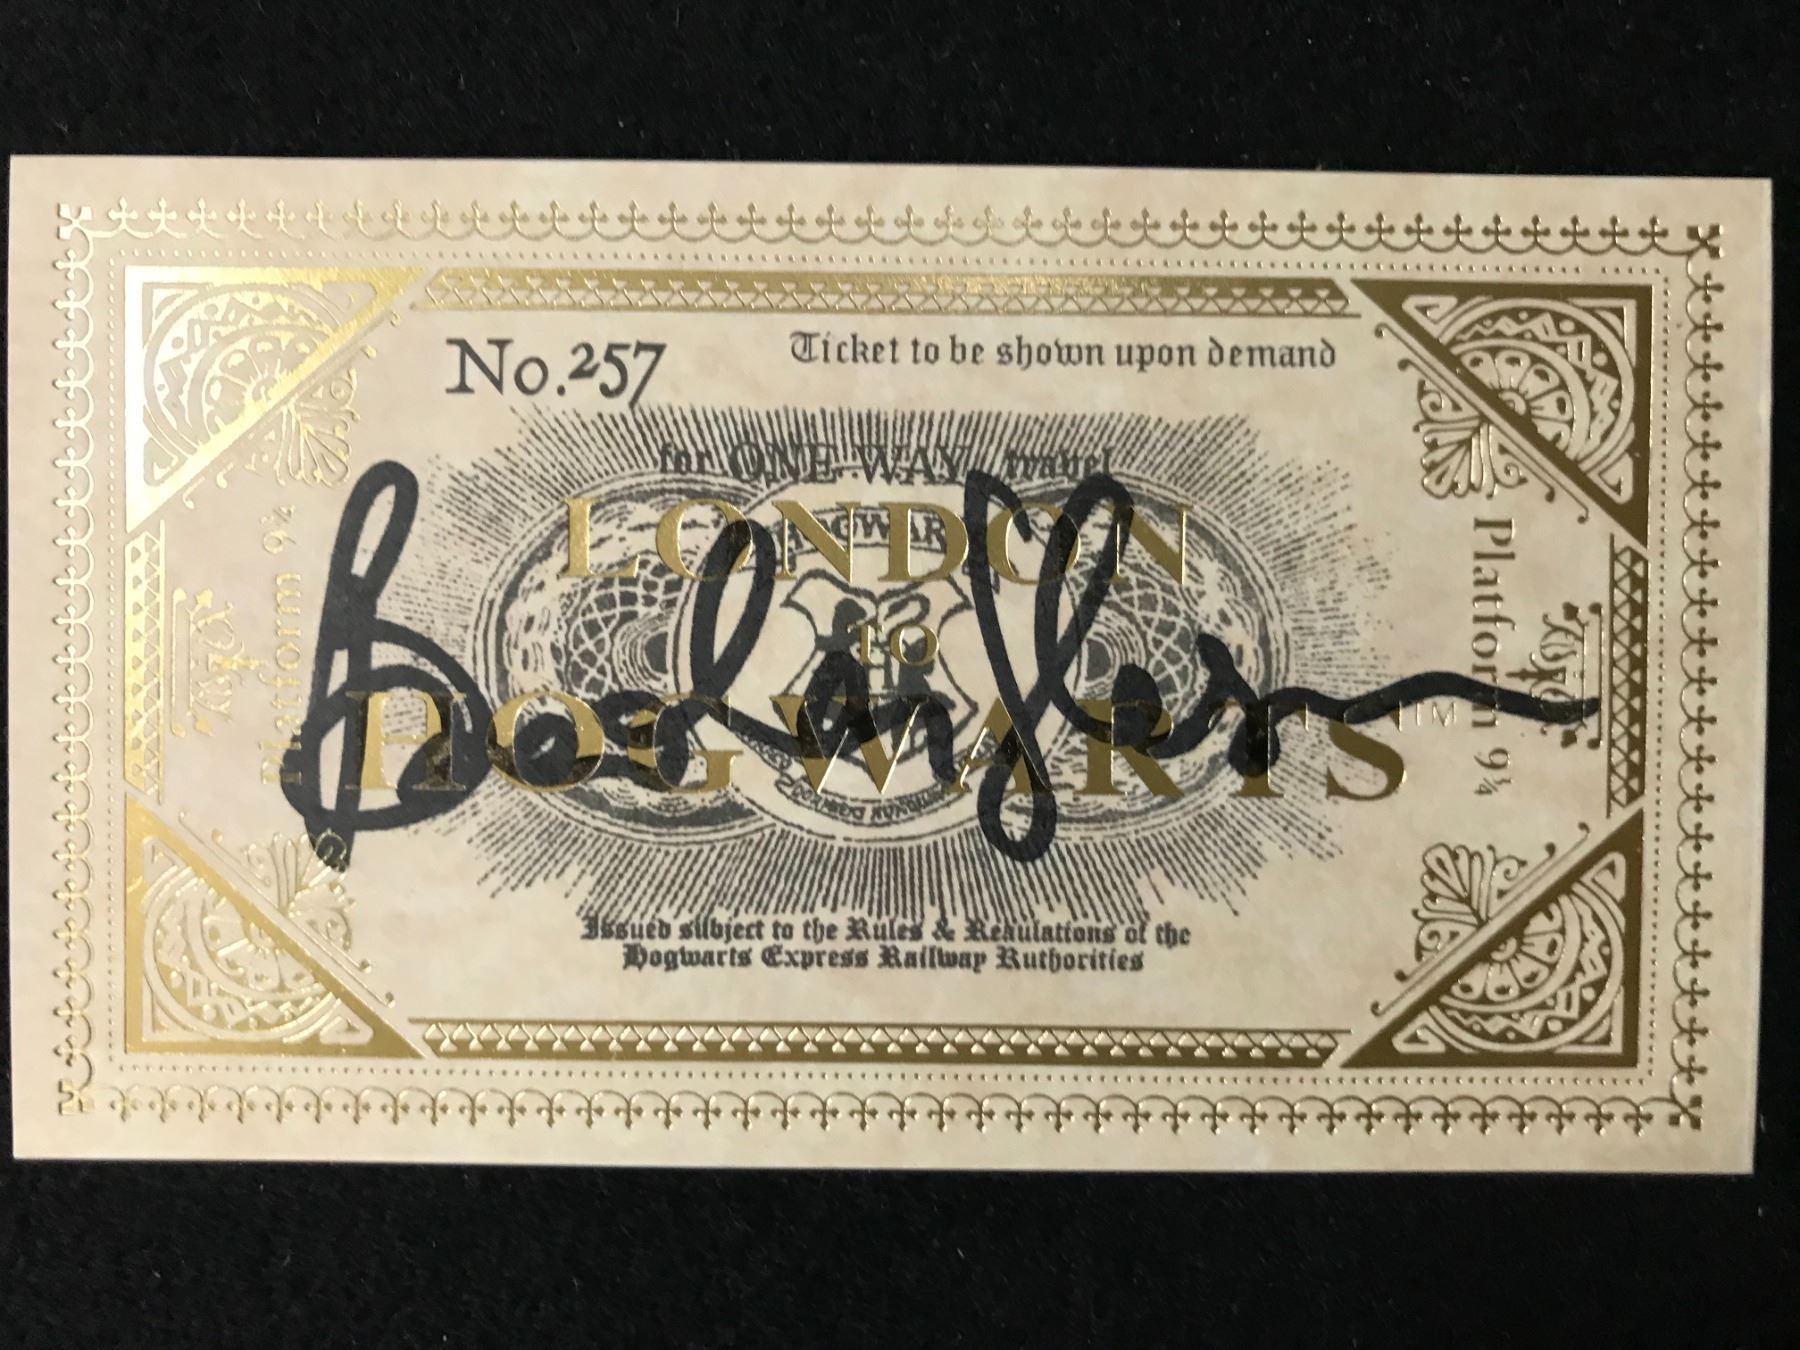 No.257
Ticket to be shown upon demand
for ONE WAY travel
LONDON
HOGWARTS
TO
HOGWARTS™
Platform 9¾
Platform 9¾
Issued subject to the Rules & Regulations of the
Hogwarts Express Railway Authorities